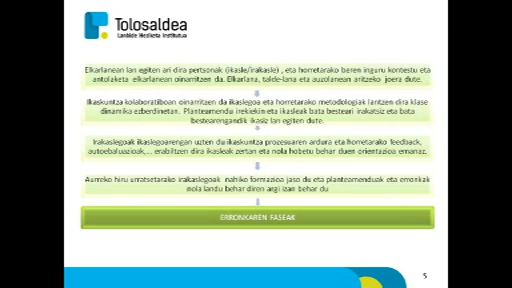 Tolosaldea
Lanbide Heziketa Institutua
Elkarlanean lan egiten ari dira pertsonak (ikasle/irakasle) , eta horretarako beren inguru kontestu eta
antolaketa elkarlanean oinarritzen da. Elkarlana, talde-lana eta auzolanean aritzeko joera dute.
Ikaskuntza kolaboratiboan oinarritzen da ikaslegoa eta horretarako metodologiak lantzen dira klase
dinamika ezberdinetan. Planteamendu irekiekin eta ikasleak bata besteari irakatsiz eta bata
bestearengandik ikasiz lan egiten dute.
Irakaslegoak ikaslegoarengan uzten du ikaskuntza prozesuaren ardura eta horretarako feedback,
autoebaluazioak,... erabiltzen dira ikasleak zertan eta nola hobetu behar duen orientazioa emanaz.
Aurreko hiru urratsetarako irakaslegoak nahiko formazioa jaso du eta planteamenduak eta erronkak
nola landu behar diren argi izan behar du
ERRONKAREN FASEAK
5